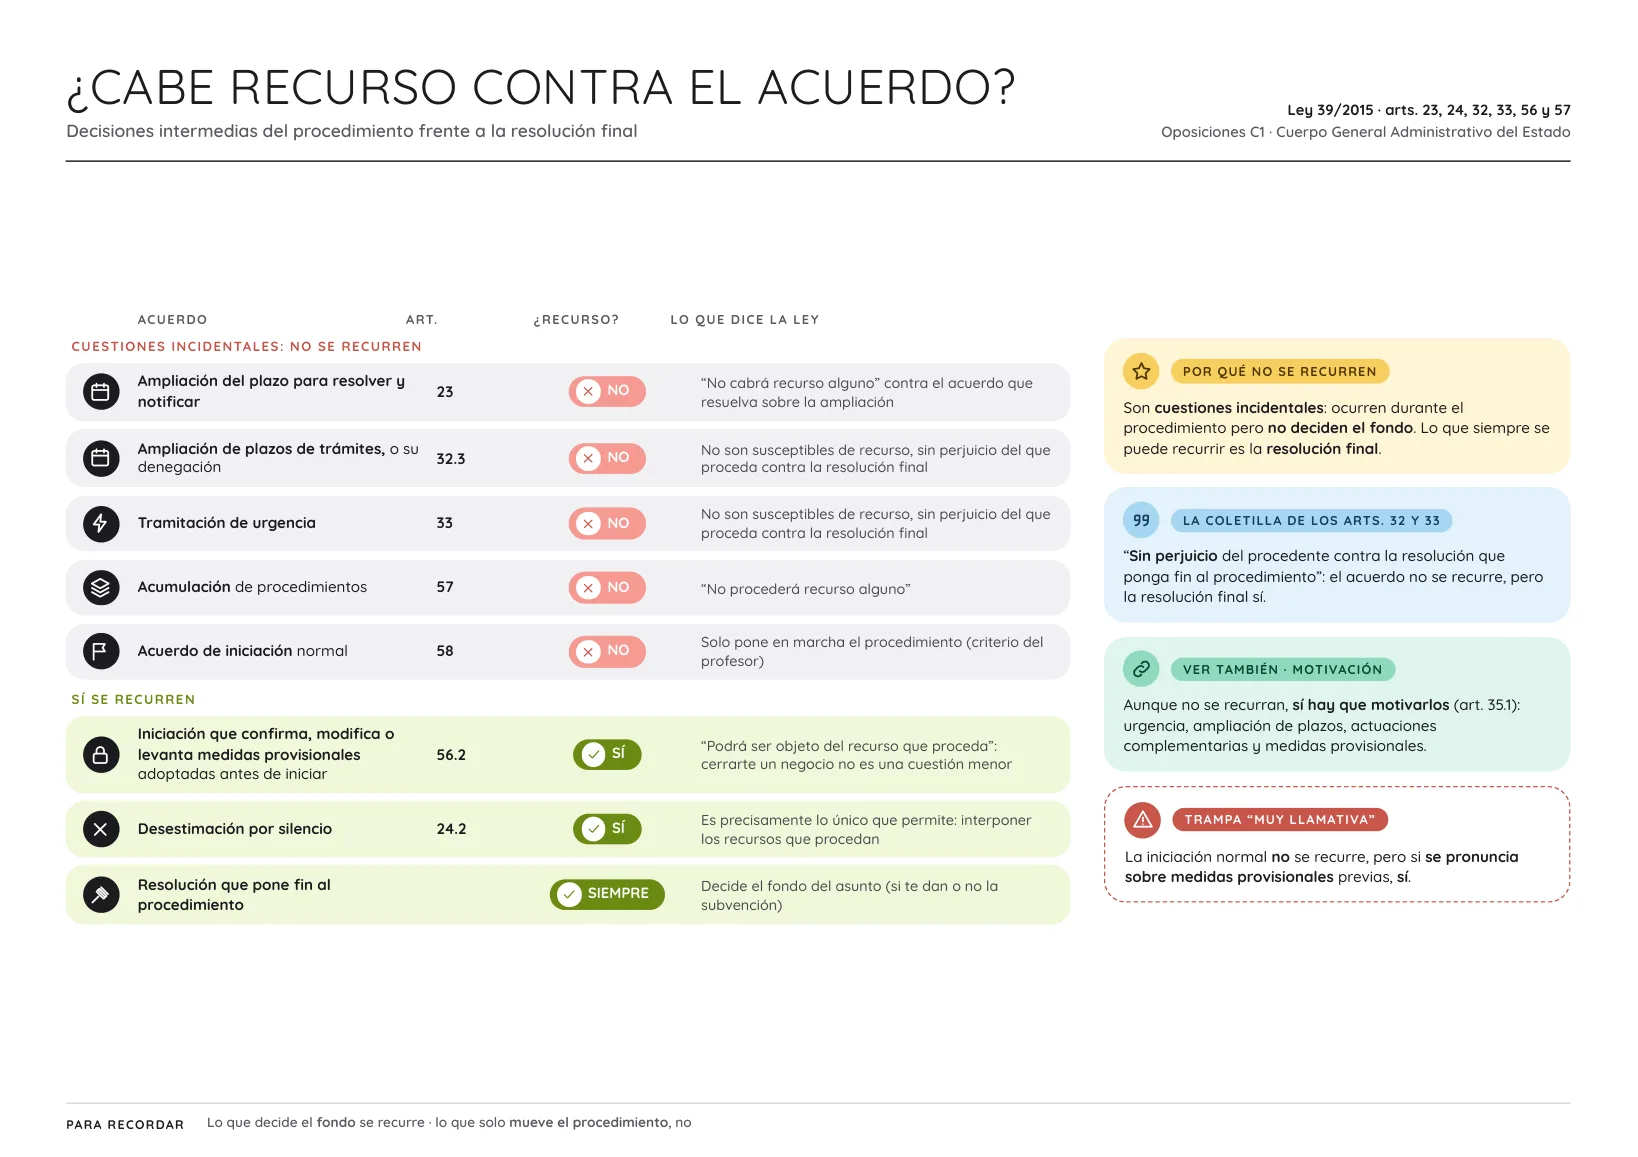 ¿CABE RECURSO CONTRA EL ACUERDO?
Decisiones intermedias del procedimiento frente a la resolución final
Ley 39/2015 · arts. 23, 24, 32, 33, 56 y 57
Oposiciones C1 · Cuerpo General Administrativo del Estado
ACUERDO ART. ¿RECURSO? LO QUE DICE LA LEY
CUESTIONES INCIDENTALES: NO SE RECURREN
Ampliación del plazo para resolver y
notificar
23
NO
“No cabrá recurso alguno” contra el acuerdo que
resuelva sobre la ampliación
Ampliación de plazos de trámites, o su
denegación
32.3
NO
No son susceptibles de recurso, sin perjuicio del que
proceda contra la resolución final
Tramitación de urgencia
33
NO
No son susceptibles de recurso, sin perjuicio del que
proceda contra la resolución final
Acumulación de procedimientos
57
NO
“No procederá recurso alguno”
Acuerdo de iniciación normal
58
NO
Solo pone en marcha el procedimiento (criterio del
profesor)
SÍ SE RECURREN
Iniciación que confirma, modifica o
levanta medidas provisionales
adoptadas antes de iniciar
56.2
SÍ
“Podrá ser objeto del recurso que proceda”:
cerrarte un negocio no es una cuestión menor
Desestimación por silencio
24.2
SÍ
Es precisamente lo único que permite: interponer
los recursos que procedan
Resolución que pone fin al
procedimiento
SIEMPRE
Decide el fondo del asunto (si te dan o no la
subvención)
POR QUÉ NO SE RECURREN
Son cuestiones incidentales: ocurren durante el
procedimiento pero no deciden el fondo. Lo que siempre se
puede recurrir es la resolución final.
LA COLETILLA DE LOS ARTS. 32 Y 33
“Sin perjuicio del procedente contra la resolución que
ponga fin al procedimiento”: el acuerdo no se recurre, pero
la resolución final sí.
VER TAMBIÉN · MOTIVACIÓN
Aunque no se recurran, sí hay que motivarlos (art. 35.1):
urgencia, ampliación de plazos, actuaciones
complementarias y medidas provisionales.
TRAMPA “MUY LLAMATIVA”
La iniciación normal no se recurre, pero si se pronuncia
sobre medidas provisionales previas, sí.
PARA RECORDAR Lo que decide el fondo se recurre · lo que solo mueve el procedimiento, no